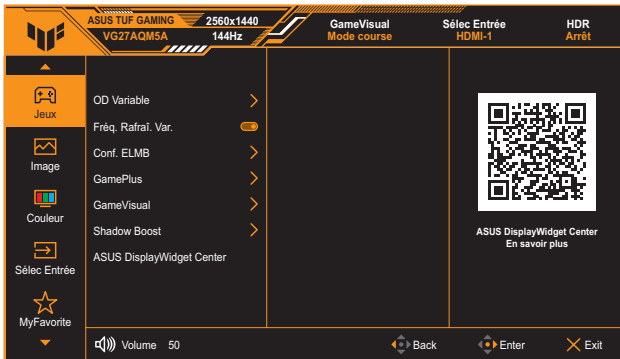 ASUS TUF GAMING 2560x1440
VG27AQM5A 144Hz
GameVisual
Mode course
Sélec Entrée
HDMI-1
HDR
Arrêt
Jeux
Image
Couleur
Sélec Entrée
MyFavorite
OD Variable
Fréq. Rafraî. Var.
Conf. ELMB
GamePlus
GameVisual
Shadow Boost
ASUS DisplayWidget Center
ASUS DisplayWidget Center
En savoir plus
Volume 50
Back
Enter
Exit